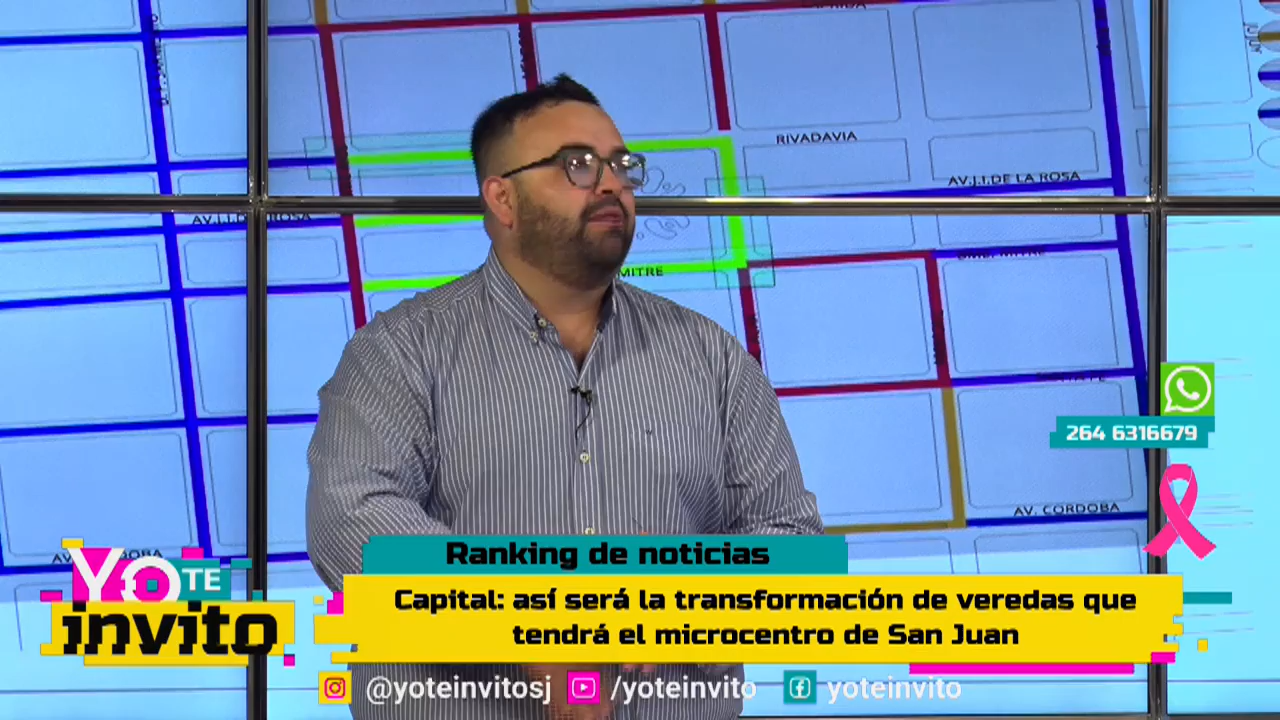 RIVADAVIA
AV.J.I.DE LA ROSA
MITRE
AV. CORDOBA
264 6316679
Ranking de noticias
Capital: así será la transformación de veredas que
tendrá el microcentro de San Juan
YO TE
invito
@yoteinvitosj
/yoteinvito
yoteinvito